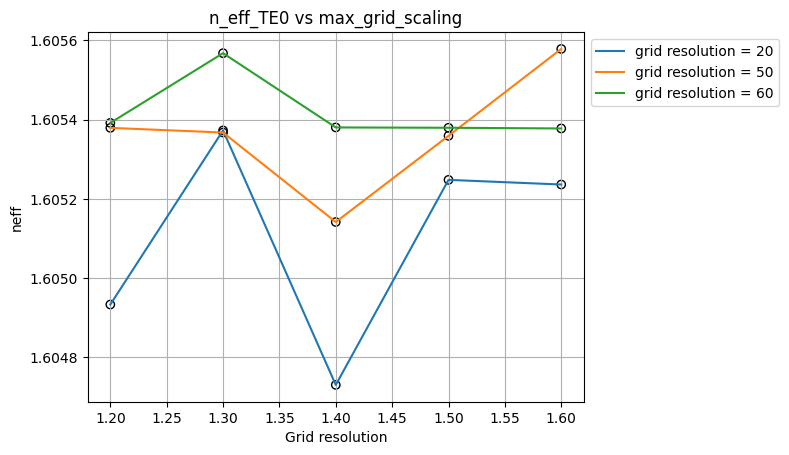 n_eff_TE0 vs max_grid_scaling
1.6056
1.6054
1.6052
1.6050
1.6048
neff
1.20 1.25 1.30 1.35 1.40 1.45 1.50 1.55 1.60
Grid resolution
grid resolution = 20
grid resolution = 50
grid resolution = 60